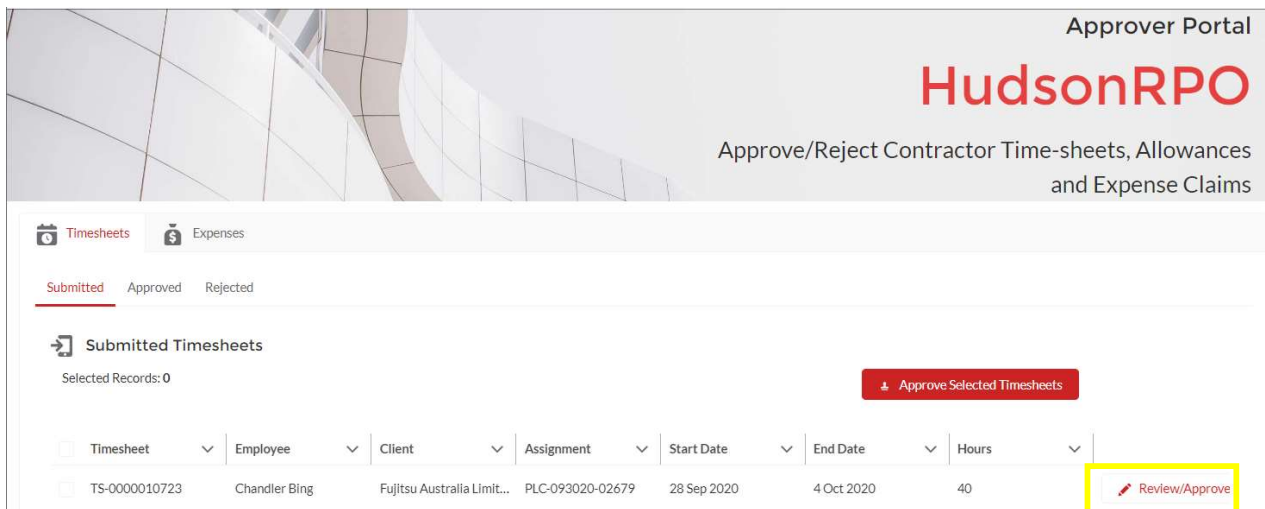 Approver Portal
HudsonRPO
Approve/Reject Contractor Time-sheets, Allowances
and Expense Claims
Timesheets Expenses
Submitted Approved Rejected
Submitted Timesheets
Selected Records: 0
Approve Selected Timesheets
Timesheet Employee Client Assignment Start Date End Date Hours
TS-0000010723 Chandler Bing Fujitsu Australia Limit... PLC-093020-02679 28 Sep 2020 4 Oct 2020 40 Review/Approve